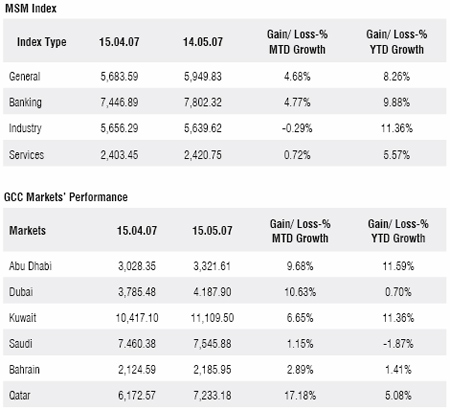 MSM Index
Index Type 15.04.07 14.05.07 Gain/ Loss-% MTD Growth Gain/ Loss-% YTD Growth
General 5,683.59 5,949.83 4.68% 8.26%
Banking 7,446.89 7,802.32 4.77% 9.88%
Industry 5,656.29 5,639.62 -0.29% 11.36%
Services 2,403.45 2,420.75 0.72% 5.57%
GCC Markets' Performance
Markets 15.04.07 15.05.07 Gain/ Loss-% MTD Growth Gain/ Loss-% YTD Growth
Abu Dhabi 3,028.35 3,321.61 9.68% 11.59%
Dubai 3,785.48 4.187.90 10.63% 0.70%
Kuwait 10,417.10 11,109.50 6.65% 11.36%
Saudi 7.460.38 7,545.88 1.15% -1.87%
Bahrain 2,124.59 2,185.95 2.89% 1.41%
Qatar 6,172.57 7,233.18 17.18% 5.08%